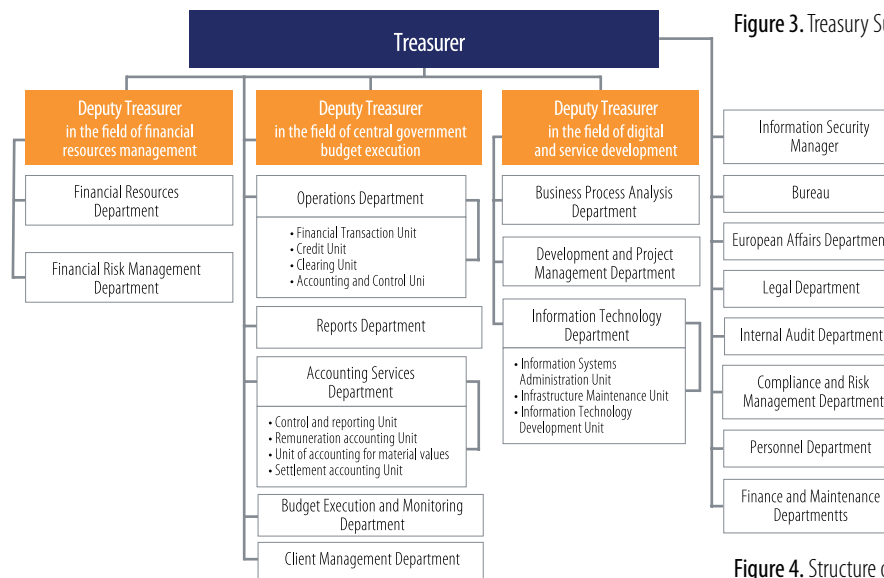 Figure 3. Treasury
Treasurer
Deputy Treasurer
in the field of financial
resources management
Financial Resources
Department
Financial Risk Management
Department
Deputy Treasurer
in the field of central government
budget execution
Operations Department
• Financial Transaction Unit
• Credit Unit
• Clearing Unit
• Accounting and Control Uni
Reports Department
Accounting Services
Department
• Control and reporting Unit
• Remuneration accounting Unit
• Unit of accounting for material values
• Settlement accounting Unit
Budget Execution and Monitoring
Department
Client Management Department
Deputy Treasurer
in the field of digital
and service development
Business Process Analysis
Department
Development and Project
Management Department
Information Technology
Department
• Information Systems
Administration Unit
• Infrastructure Maintenance Unit
• Information Technology
Development Unit
Information Security
Manager
Bureau
European Affairs Department
Legal Department
Internal Audit Department
Compliance and Risk
Management Department
Personnel Department
Finance and Maintenance
Departmentts
Figure 4. Structure